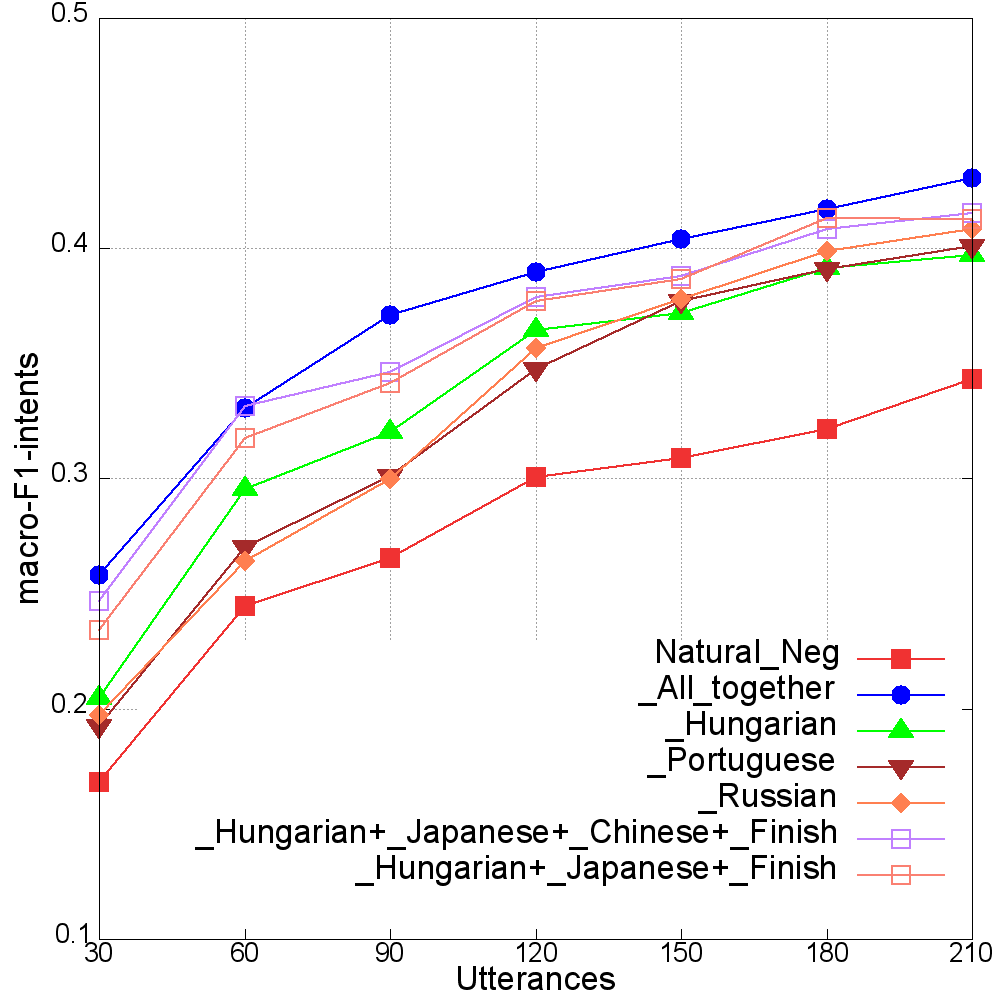 0.5
0.4
0.3
0.2
0.1
macro-F1-intents
Natural_Neg
_All_together
_Hungarian
_Portuguese
_Russian
_Hungarian+_Japanese+_Chinese+_Finish
_Hungarian+_Japanese+_Finish
30 60 90 120 150 180 210
Utterances